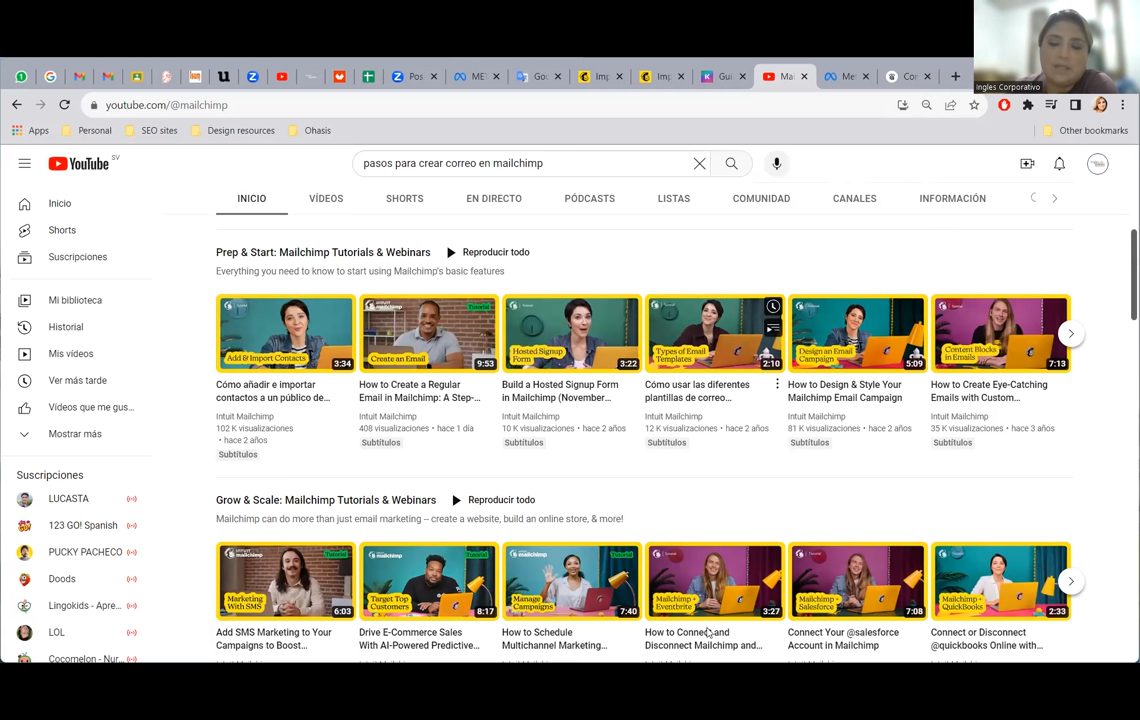 Ingles Corporativo
Pos
ME
Goo
Imp
Imp
Gui
Mai
Met
Cor
youtube.com/@mailchimp
Apps
Personal
SEO sites
Design resources
Ohasis
Other bookmarks
YouTube SV
pasos para crear correo en mailchimp
INICIO
VÍDEOS
SHORTS
EN DIRECTO
PÓDCASTS
LISTAS
COMUNIDAD
CANALES
INFORMACIÓN
Inicio
Shorts
Suscripciones
Mi biblioteca
Historial
Mis vídeos
Ver más tarde
Vídeos que me gus...
Mostrar más
Suscripciones
LUCASTA
123 GO! Spanish
PUCKY PACHECO
Doods
Lingokids - Apre...
LOL
Cocomelon - Nur...
Prep & Start: Mailchimp Tutorials & Webinars
Reproducir todo
Everything you need to know to start using Mailchimp's basic features
Add & Import Contacts
3:34
Cómo añadir e importar
contactos a un público de...
Intuit Mailchimp
102 K visualizaciones
• hace 2 años
Subtítulos
Tutorial
Create an Email
9:53
How to Create a Regular
Email in Mailchimp: A Step-...
Intuit Mailchimp
408 visualizaciones • hace 1 día
Subtítulos
Hosted Signup
Form
3:22
Build a Hosted Signup Form
in Mailchimp (November...
Intuit Mailchimp
10 K visualizaciones • hace 2 años
Subtítulos
Types of Email
Templates
2:10
Cómo usar las diferentes
plantillas de correo...
Intuit Mailchimp
12 K visualizaciones • hace 2 años
Subtítulos
Design an Email
Campaign
5:09
How to Design & Style Your
Mailchimp Email Campaign
Intuit Mailchimp
81 K visualizaciones • hace 2 años
Subtítulos
Content Blocks
in Emails
7:13
How to Create Eye-Catching
Emails with Custom...
Intuit Mailchimp
35 K visualizaciones • hace 3 años
Subtítulos
Grow & Scale: Mailchimp Tutorials & Webinars
Reproducir todo
Mailchimp can do more than just email marketing -- create a website, build an online store, & more!
Tutorial
Marketing
With SMS
6:03
Add SMS Marketing to Your
Campaigns to Boost...
Tutorial
Target Top
Customers
8:17
Drive E-Commerce Sales
With AI-Powered Predictive...
Tutorial
Manage
Campaigns
7:40
How to Schedule
Multichannel Marketing...
Mailchimp +
Eventbrite
3:27
How to Connect and
Disconnect Mailchimp and...
Mailchimp +
Salesforce
7:08
Connect Your @salesforce
Account in Mailchimp
Mailchimp +
QuickBooks
2:33
Connect or Disconnect
@quickbooks Online with...